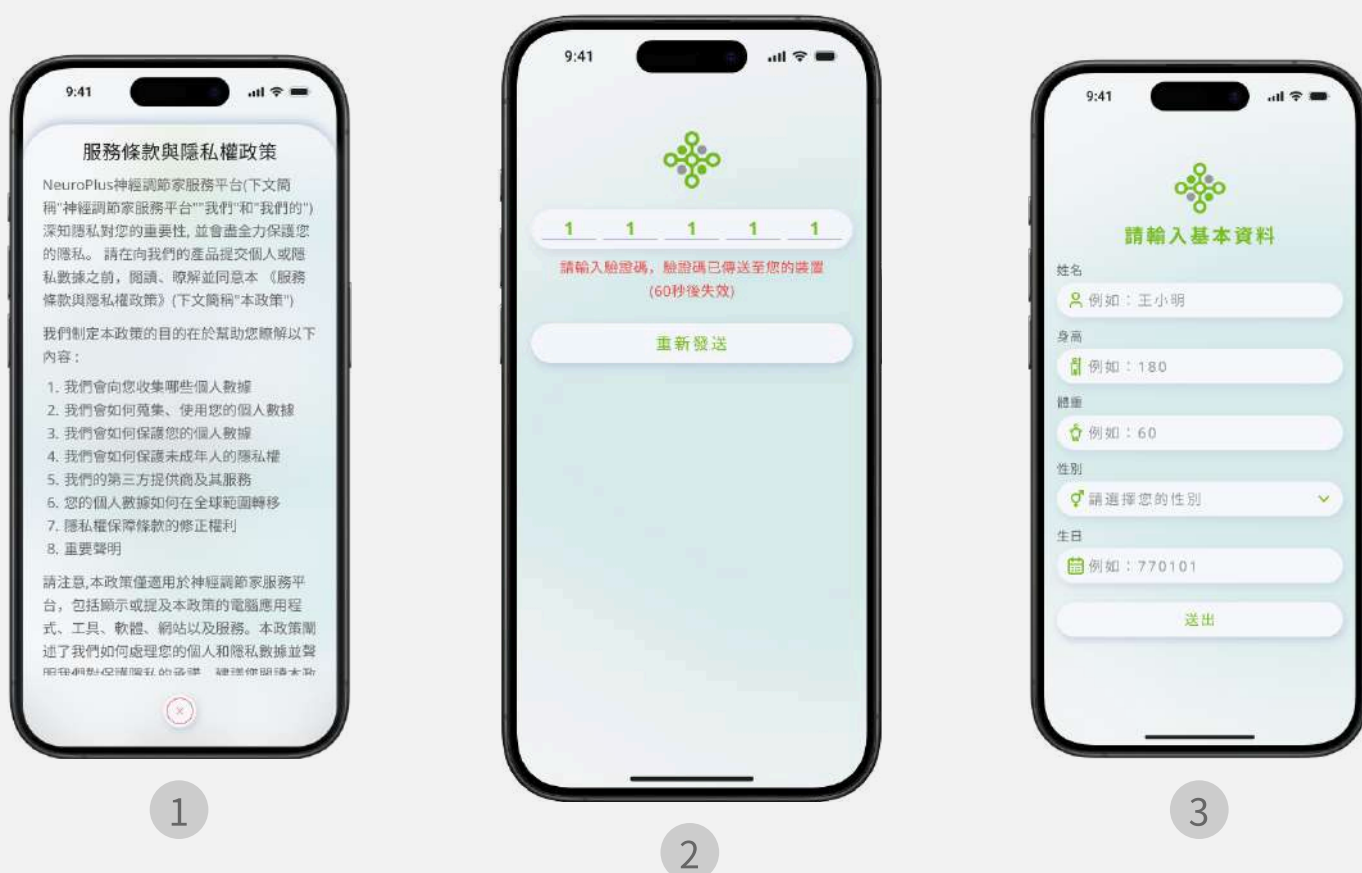 9:41
服務條款與隱私權政策
NeuroPlus神經調節家服務平台(下文簡
稱"神經調節家服務平台""我們"和"我們的")
深知隱私對您的重要性, 並會盡全力保護您
的隱私。 請在向我們的產品提交個人或隱
私數據之前，閱讀、瞭解並同意本 《服務
條款與隱私權政策》(下文簡稱"本政策")
我們制定本政策的目的在於幫助您瞭解以下
內容 :
1. 我們會向您收集哪些個人數據
2. 我們會如何蒐集、使用您的個人數據
3. 我們會如何保護您的個人數據
4. 我們會如何保護未成年人的隱私權
5. 我們的第三方提供商及其服務
6. 您的個人數據如何在全球範圍轉移
7. 隱私權保障條款的修正權利
8. 重要聲明
請注意,本政策僅適用於神經調節家服務平
台，包括顯示或提及本政策的電腦應用程
式、工具、軟體、網站以及服務。本政策闡
述了我們如何處理您的個人和隱私數據並聲
明我們對保護隱私的承諾，建議您閱讀本政
1
9:41
1 1 1 1 1
請輸入驗證碼，驗證碼已傳送至您的裝置
(60秒後失效)
重新發送
2
9:41
請輸入基本資料
姓名
例如：王小明
身高
例如：180
體重
例如：60
性別
請選擇您的性別
生日
例如：770101
送出
3